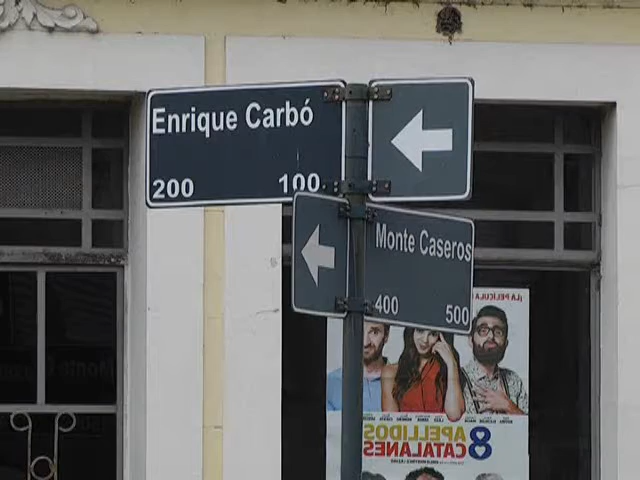 Enrique Carbó
200 100
Monte Caseros
400 500
¡LA PELÍCULA
8 APELLIDOS
CATALANES